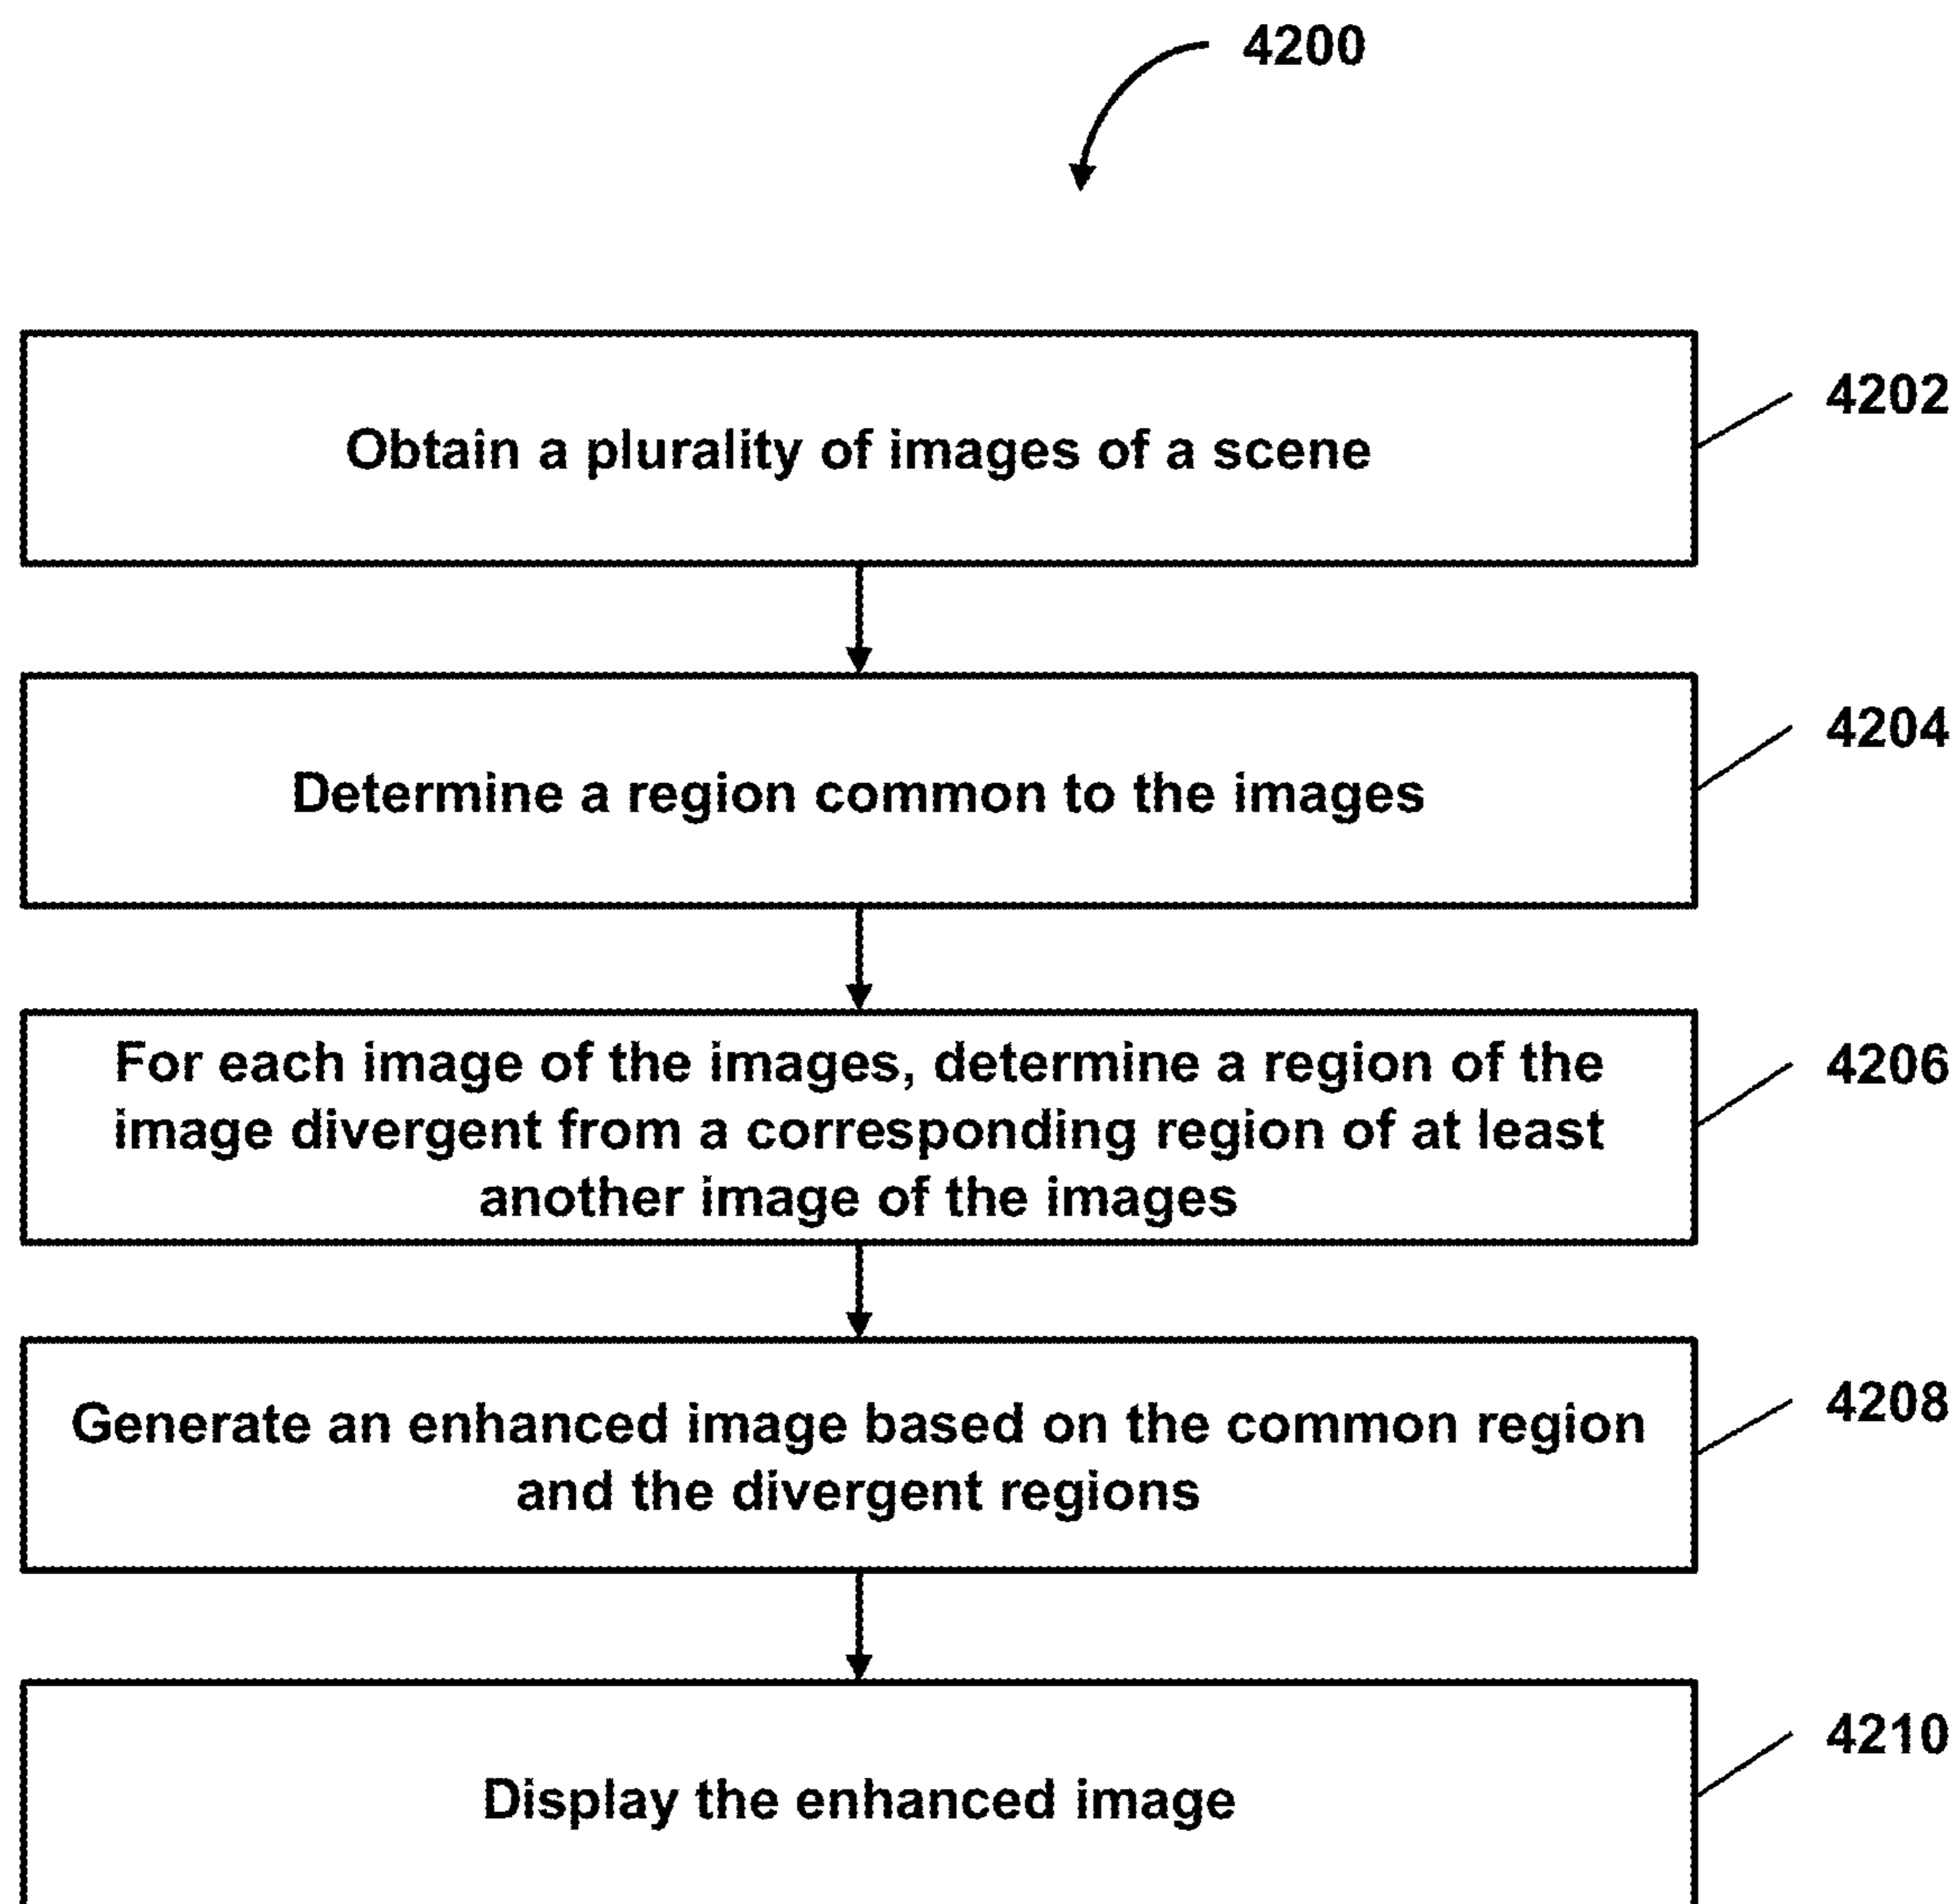 4200
Obtain a plurality of images of a scene
4202
Determine a region common to the images
4204
For each image of the images, determine a region of the
image divergent from a corresponding region of at least
another image of the images
4206
Generate an enhanced image based on the common region
and the divergent regions
4208
Display the enhanced image
4210